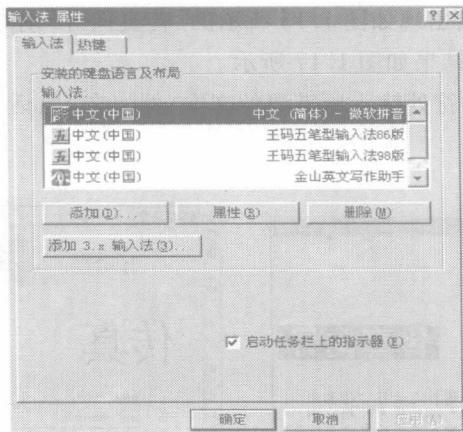 输入法 属性
输入法 热键
安装的键盘语言及布局
输入法
中文(中国) 中文 (简体) - 微软拼音
五 中文(中国) 王码五笔型输入法86版
五 中文(中国) 王码五笔型输入法98版
中文(中国) 金山英文写作助手
添加(D)... 属性(R) 删除(M)
添加 3.x 输入法(3)...
启动任务栏上的指示器(E)
确定 取消 应用(A)